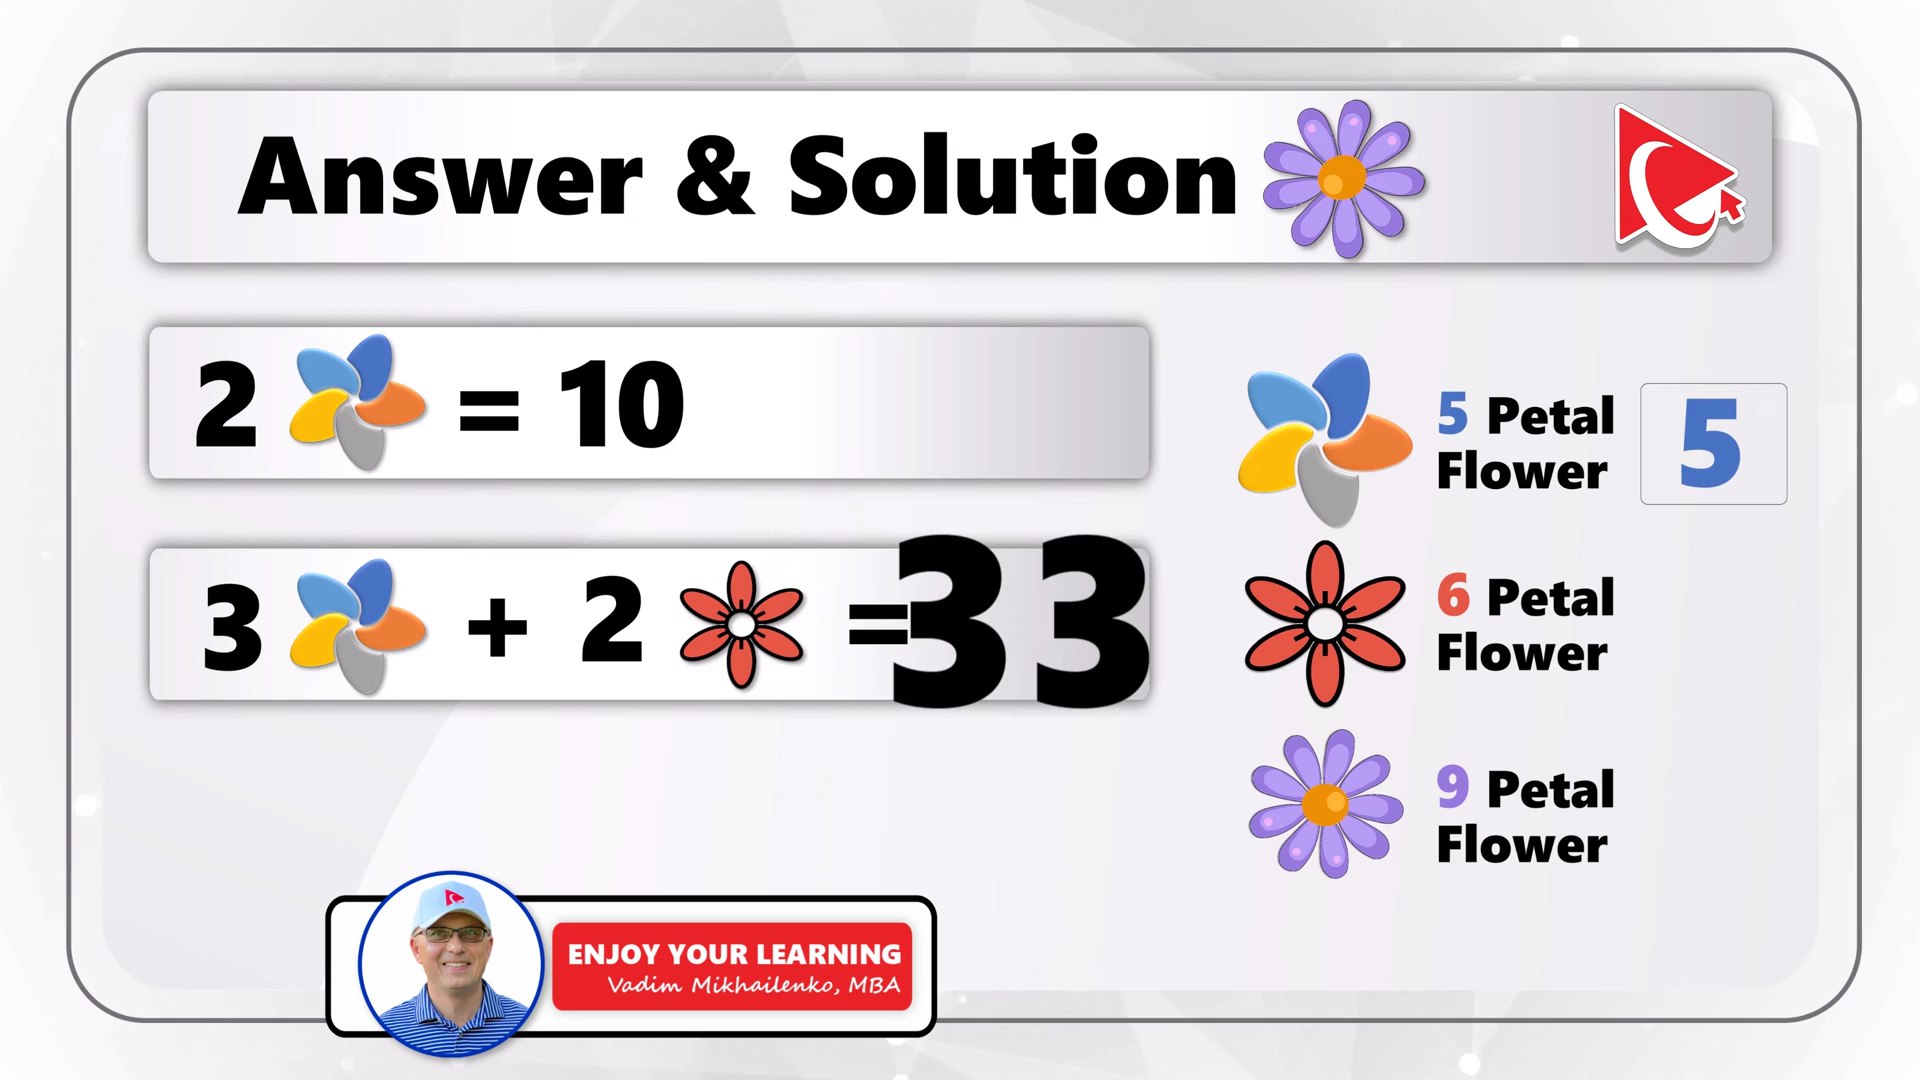 Answer & Solution
2 = 10
5 Petal
Flower
5
3 + 2 = 33
6 Petal
Flower
9 Petal
Flower
ENJOY YOUR LEARNING
Vadim Mikhailenko, MBA